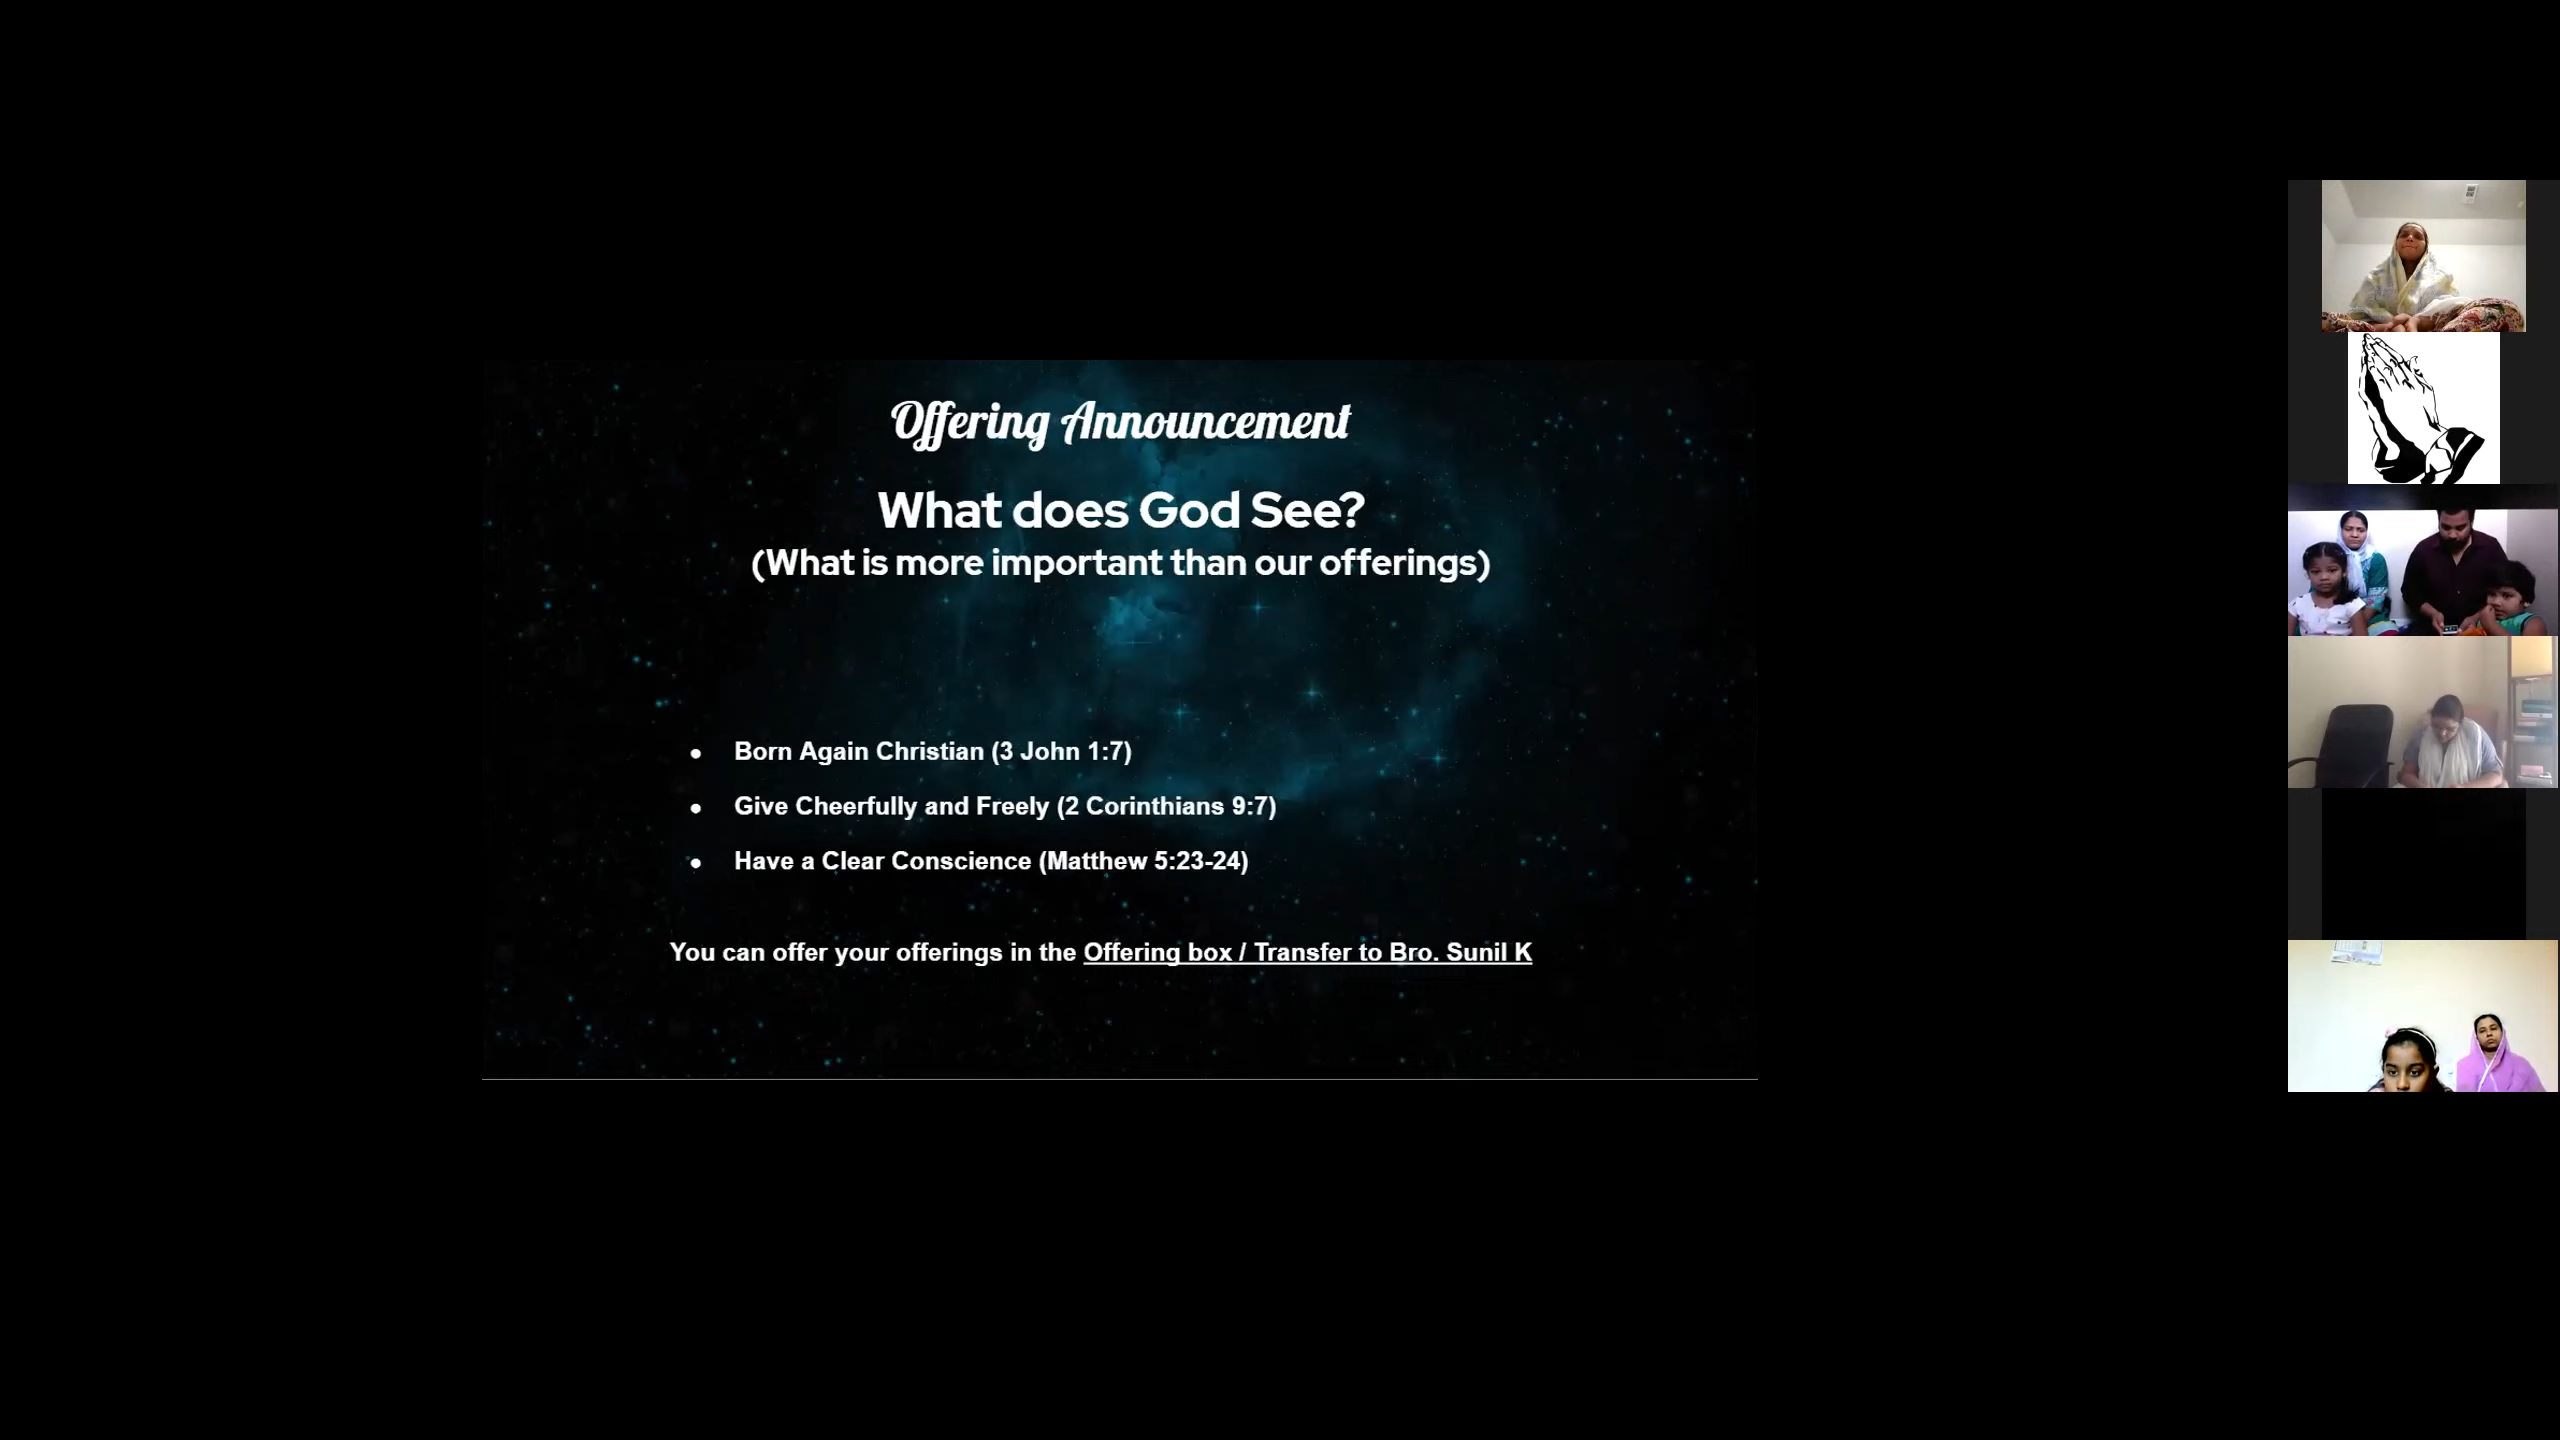 Offering Announcement
What does God See?
(What is more important than our offerings)
● Born Again Christian (3 John 1:7)
● Give Cheerfully and Freely (2 Corinthians 9:7)
● Have a Clear Conscience (Matthew 5:23-24)
You can offer your offerings in the Offering box / Transfer to Bro. Sunil K